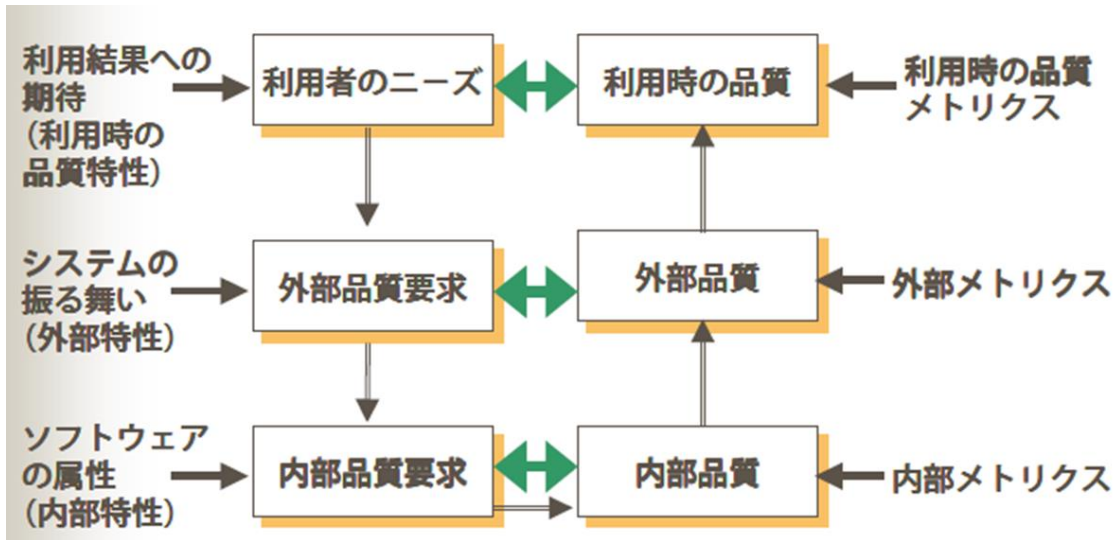 利用結果への
期待
（利用時の
品質特性）
利用者のニーズ
利用時の品質
利用時の品質
メトリクス
システムの
振る舞い
（外部特性）
外部品質要求
外部品質
外部メトリクス
ソフトウェア
の属性
（内部特性）
内部品質要求
内部品質
内部メトリクス